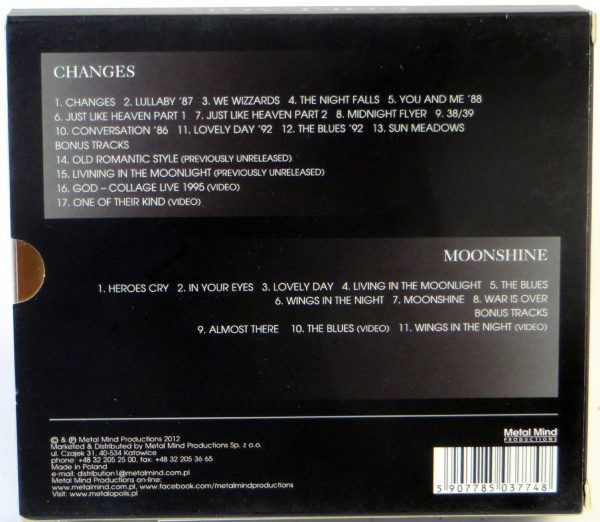 CHANGES
1. CHANGES 2. LULLABY '87 3. WE WIZZARDS 4. THE NIGHT FALLS 5. YOU AND ME '88
6. JUST LIKE HEAVEN PART 1 7. JUST LIKE HEAVEN PART 2 8. MIDNIGHT FLYER 9. 38/39
10. CONVERSATION '86 11. LOVELY DAY '92 12. THE BLUES '92 13. SUN MEADOWS
BONUS TRACKS
14. OLD ROMANTIC STYLE (PREVIOUSLY UNRELEASED)
15. LIVINING IN THE MOONLIGHT (PREVIOUSLY UNRELEASED)
16. GOD – COLLAGE LIVE 1995 (VIDEO)
17. ONE OF THEIR KIND (VIDEO)
MOONSHINE
1. HEROES CRY 2. IN YOUR EYES 3. LOVELY DAY 4. LIVING IN THE MOONLIGHT 5. THE BLUES
6. WINGS IN THE NIGHT 7. MOONSHINE 8. WAR IS OVER
BONUS TRACKS
9. ALMOST THERE 10. THE BLUES (VIDEO) 11. WINGS IN THE NIGHT (VIDEO)
© & ℗ Metal Mind Productions 2012
Marketed & Distributed by Metal Mind Productions Sp. z o.o.
ul. Czajek 31, 40-534 Katowice
phone: +48 32 205 25 00. fax: +48 32 205 36 65
Made in Poland
e-mail: distribution1@metalmind.com.pl
Metal Mind Productions on-line:
www.metalmind.com.pl, www.facebook.com/metalmindproductions
Visit: www.metalopolis.pl
Metal Mind
PRODUCTIONS
5 907785 037748